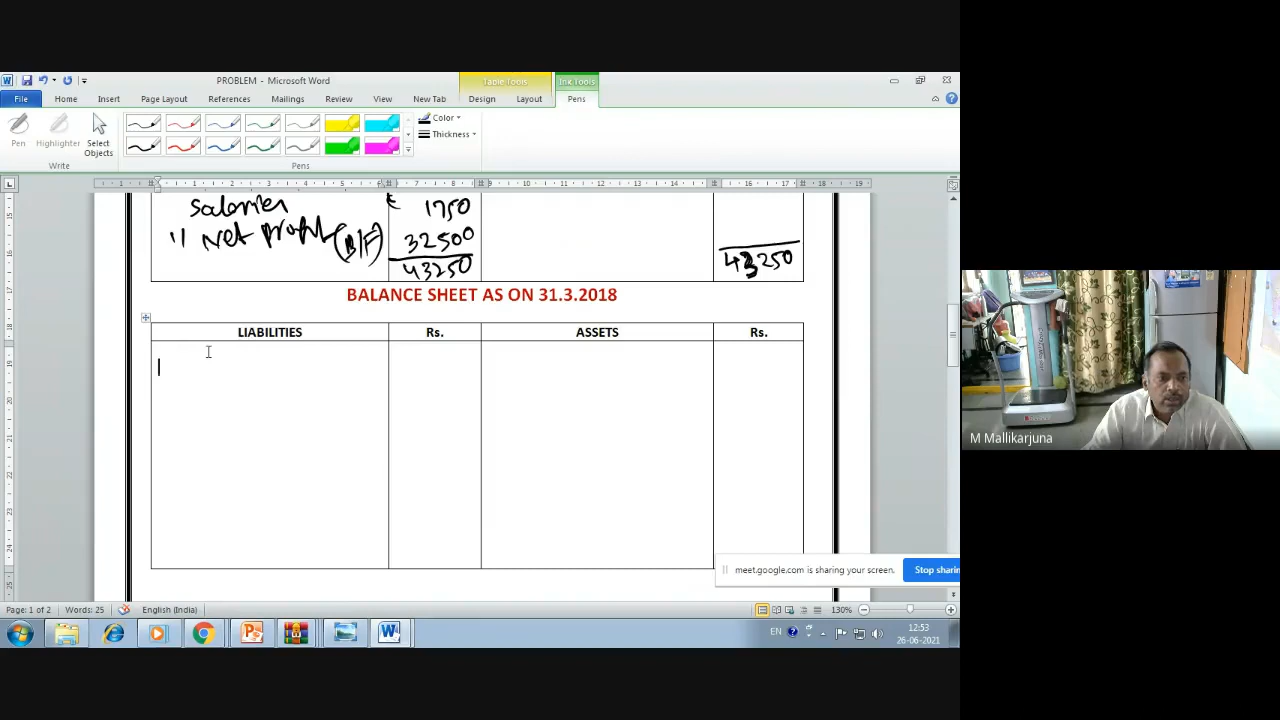 PROBLEM - Microsoft Word
Table Tools
Ink Tools
File Home Insert Page Layout References Mailings Review View New Tab Design Layout Pens
Color
Thickness
Pen Highlighter Select Objects
Write Pens
Salaries 1750
" Net Profit (B/F) 32500
43250 43250
BALANCE SHEET AS ON 31.3.2018
LIABILITIES Rs. ASSETS Rs.
M Mallikarjuna
meet.google.com is sharing your screen. Stop sharin
Page: 1 of 2 Words: 25 English (India) 130%
EN 12:53
26-06-2021